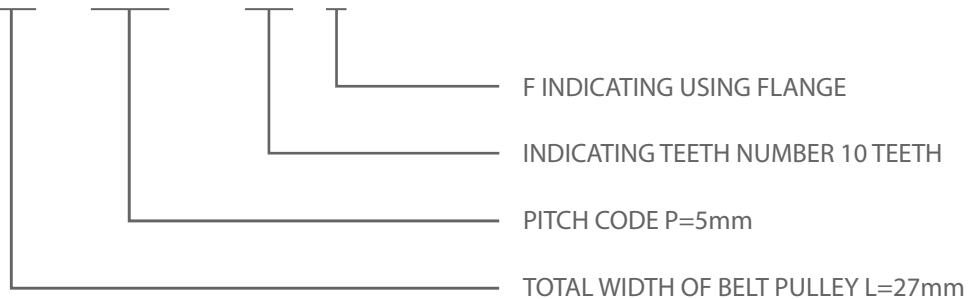 F INDICATING USING FLANGE
INDICATING TEETH NUMBER 10 TEETH
PITCH CODE P=5mm
TOTAL WIDTH OF BELT PULLEY L=27mm